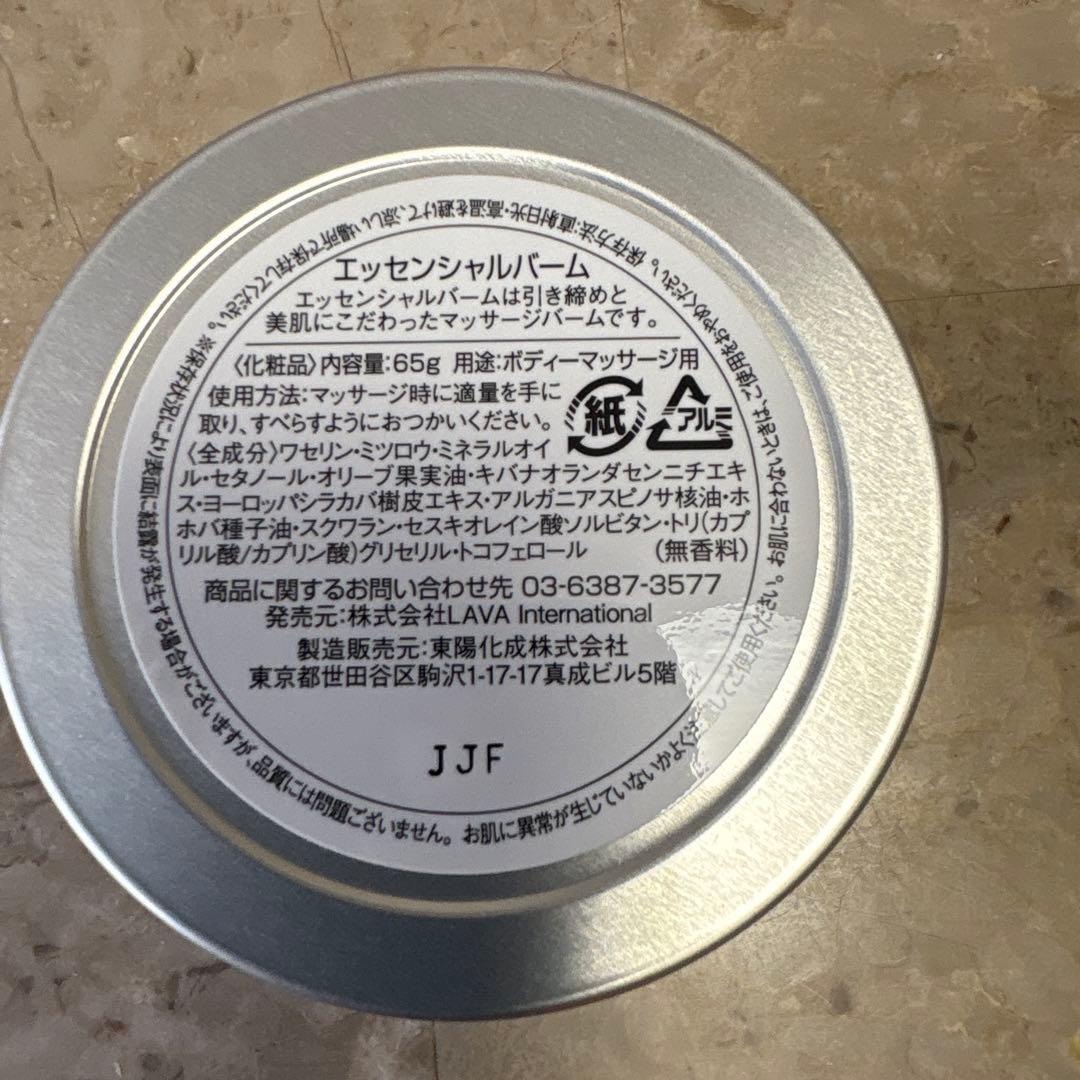 エッセンシャルバーム
エッセンシャルバームは引き締めと
美肌にこだわったマッサージバームです。
〈化粧品〉内容量:65g 用途:ボディーマッサージ用
使用方法:マッサージ時に適量を手に
取り、すべらすようにおつかいください。
紙
アルミ
〈全成分〉ワセリン・ミツロウ・ミネラルオイ
ル・セタノール・オリーブ果実油・キバナオランダセンニチエキ
ス・ヨーロッパシラカバ樹皮エキス・アルガニアスピノサ核油・ホ
ホバ種子油・スクワラン・セスキオレイン酸ソルビタン・トリ(カプ
リル酸/カプリン酸)グリセリル・トコフェロール (無香料)
商品に関するお問い合わせ先 03-6387-3577
発売元:株式会社LAVA International
製造販売元:東陽化成株式会社
東京都世田谷区駒沢1-17-17真成ビル5階
JJF
お肌に異常が生じていないかよく してご使用ください。お肌に合わないときは、ご使用をおやめください。保存方法:直射日光・高温を避けて、涼しい場所で保存してください。※保存状況により表面に結露が発生する場合がございますが、品質には問題ございません。